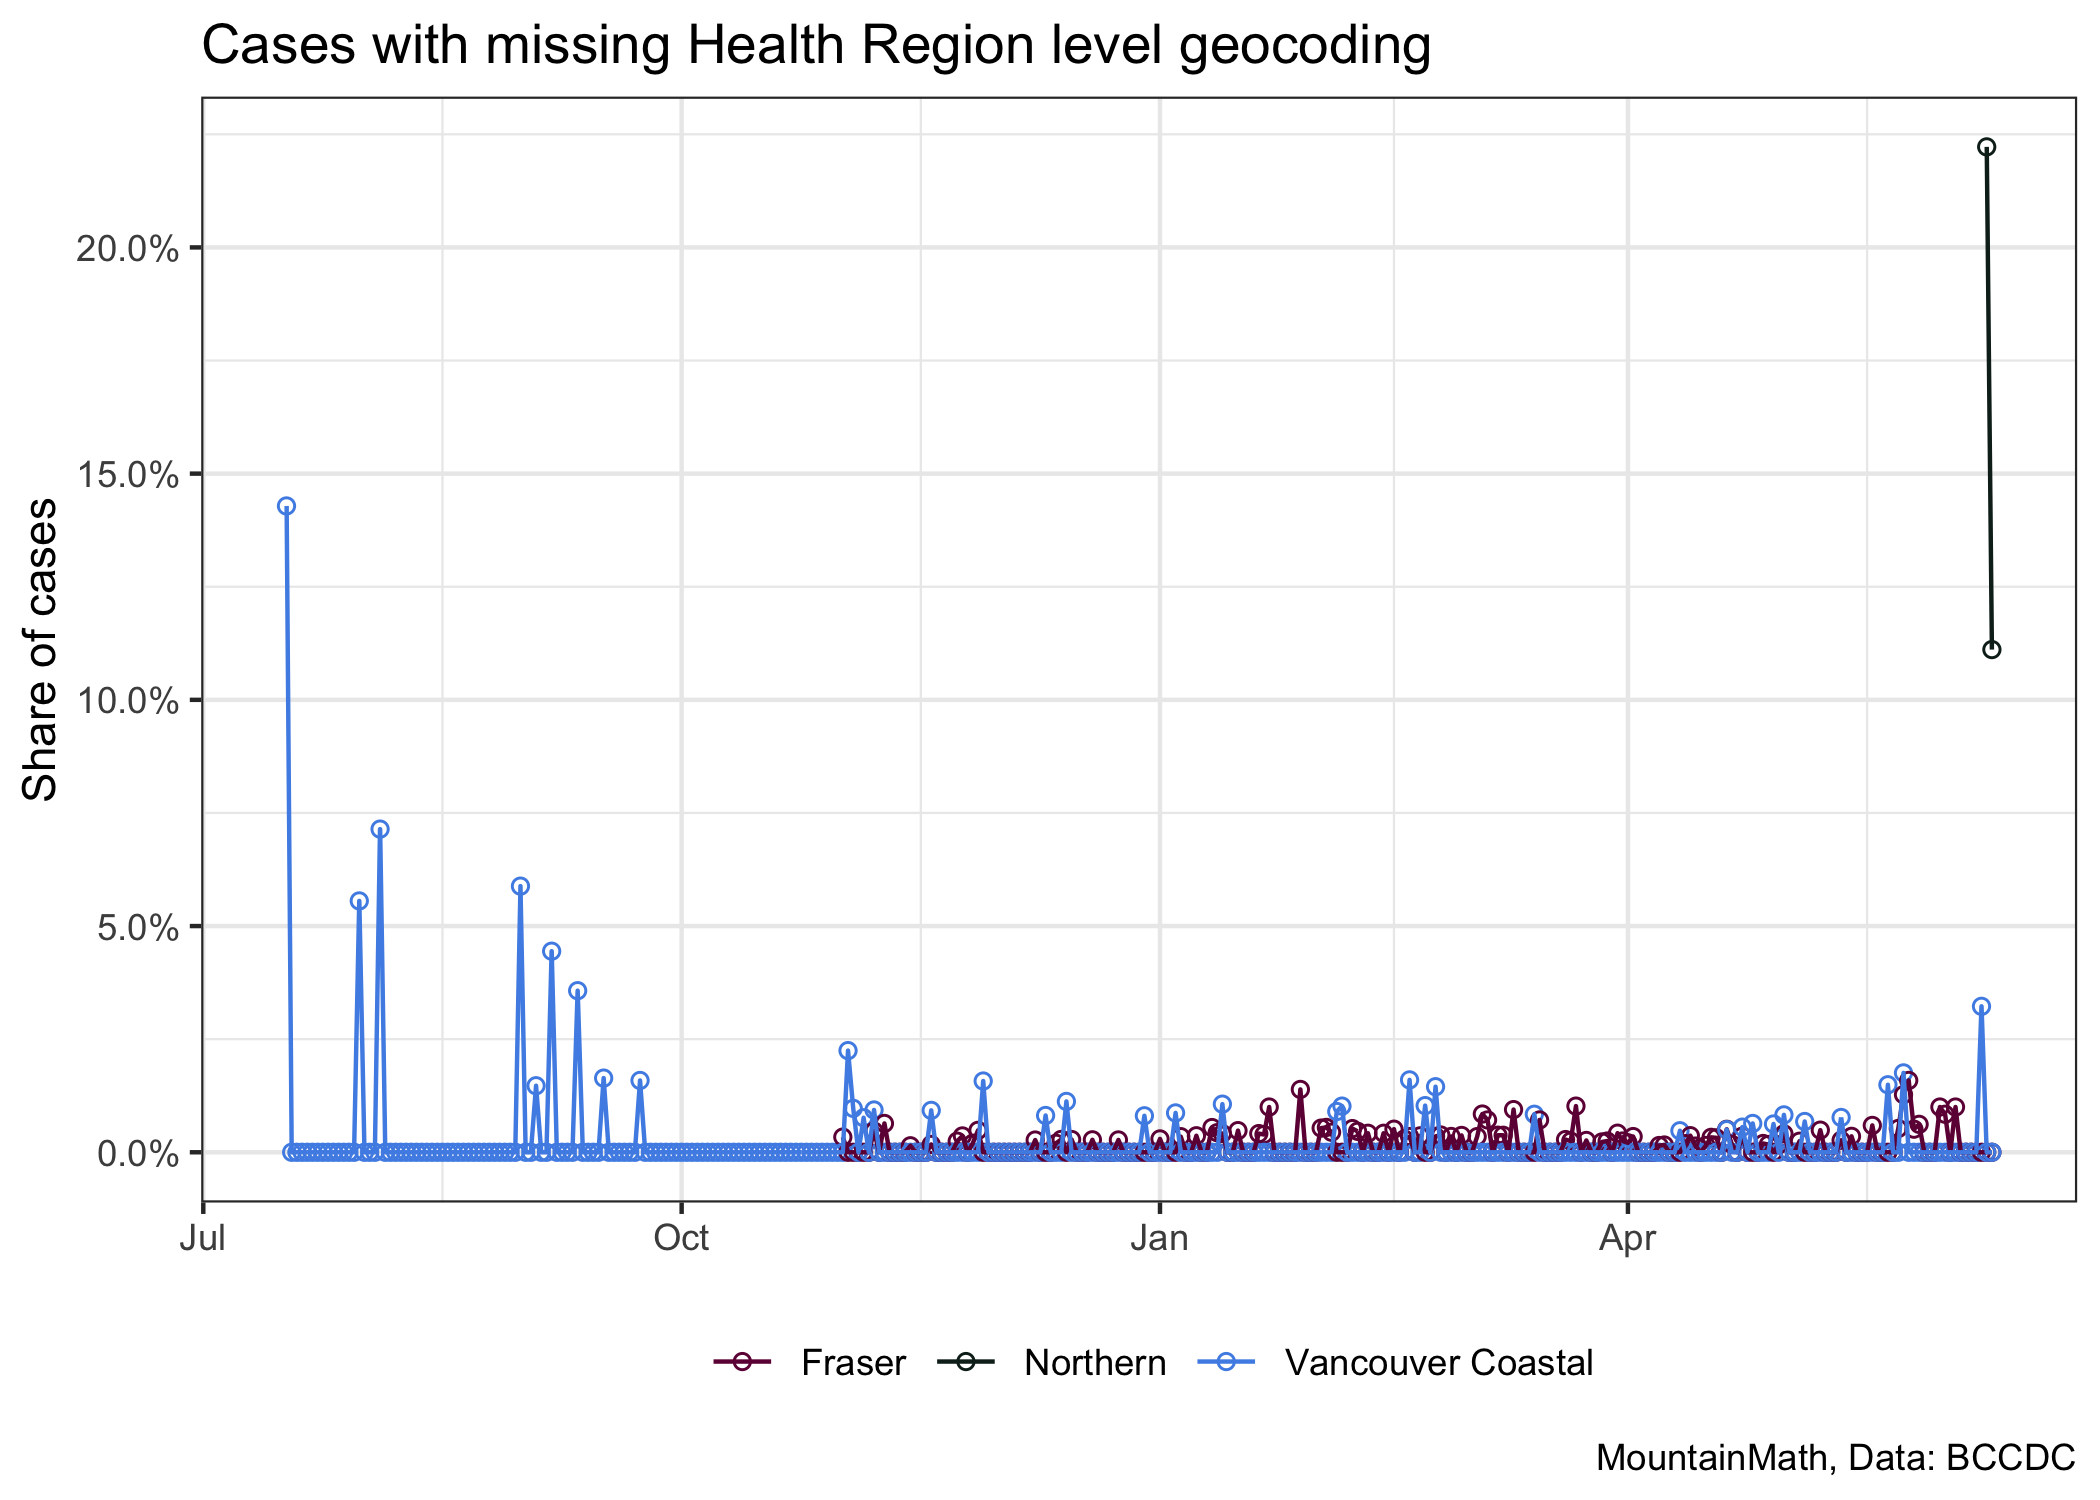 Cases with missing Health Region level geocoding
Share of cases
20.0%
15.0%
10.0%
5.0%
0.0%
Jul Oct Jan Apr
Fraser Northern Vancouver Coastal
MountainMath, Data: BCCDC